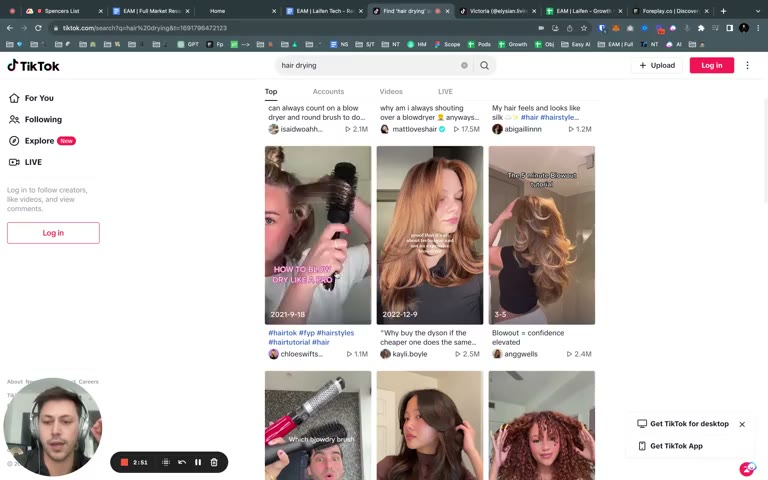 Spencers List
EAM | Full Market Rese
Home
EAM | Laifen Tech – Re
Find 'hair drying'
Victoria (@elysian.livin
EAM | Laifen - Growth
Foreplay.co | Discover
tiktok.com/search?q=hair%20drying&t=1691796472123
GPT
Fp
NS
S/T
NT
HM
Scope
Pods
Growth
Obj
Easy AI
EAM | Full
NT
AI
TikTok
hair drying
Upload
Log in
For You
Following
Explore
New
LIVE
Log in to follow creators,
like videos, and view
comments.
Log in
Top
Accounts
Videos
LIVE
can always count on a blow
dryer and round brush to do...
isaidwoahh...
2.1M
why am i always shouting
over a blowdryer
anyways...
mattloveshair
17.5M
My hair feels and looks like
silk
#hair #hairstyle...
abigaillinnn
1.2M
HOW TO BLOW
DRY LIKE A PRO
2021-9-18
#hairtok #fyp #hairstyles
#hairtutorial #hair
chloeswifts...
1.1M
2022-12-9
"Why buy the dyson if the
cheaper one does the same...
kayli.boyle
2.5M
The 5 minute Blowout
tutorial
3-5
Blowout = confidence
elevated
anggwells
2.4M
Which blowdry brush
About
Careers
2:51
Get TikTok for desktop
Get TikTok App